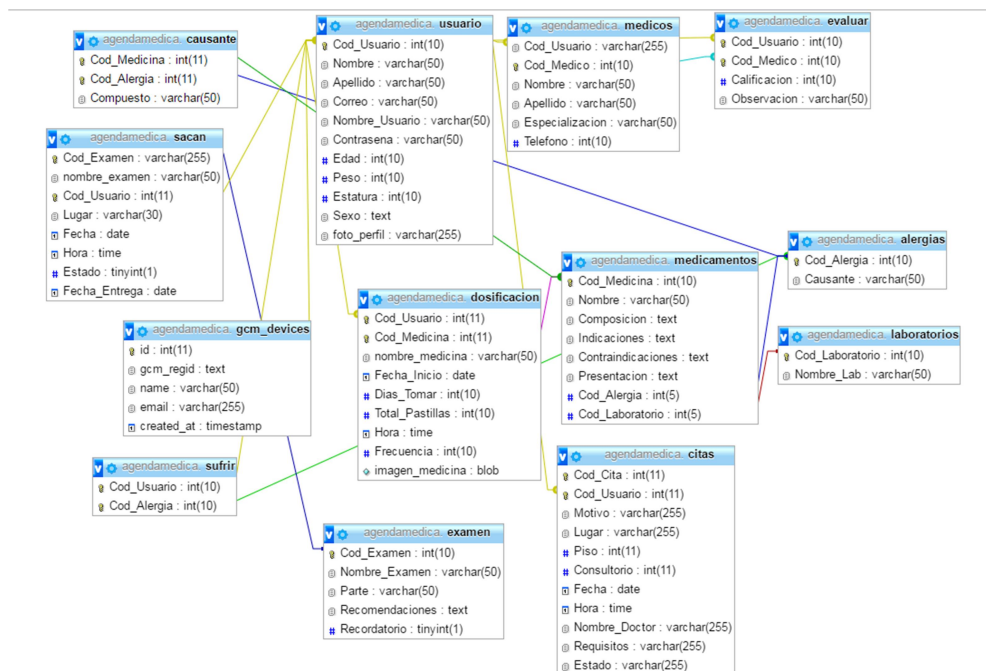 agendamedica. causante
Cod_Medicina : int(11)
Cod_Alergia : int(11)
Compuesto : varchar(50)
agendamedica. usuario
Cod_Usuario : int(10)
Nombre : varchar(50)
Apellido : varchar(50)
Correo : varchar(50)
Nombre_Usuario : varchar(50)
Contrasena : varchar(50)
Edad : int(10)
Peso : int(10)
Estatura : int(10)
Sexo : text
foto_perfil : varchar(255)
agendamedica. medicos
Cod_Usuario : varchar(255)
Cod_Medico : int(10)
Nombre : varchar(50)
Apellido : varchar(50)
Especializacion : varchar(50)
Telefono : int(10)
agendamedica. evaluar
Cod_Usuario : int(10)
Cod_Medico : int(10)
Calificacion : int(10)
Observacion : varchar(50)
agendamedica. sacan
Cod_Examen : varchar(255)
nombre_examen : varchar(50)
Cod_Usuario : int(11)
Lugar : varchar(30)
Fecha : date
Hora : time
Estado : tinyint(1)
Fecha_Entrega : date
agendamedica. alergias
Cod_Alergia : int(10)
Causante : varchar(50)
agendamedica. medicamentos
Cod_Medicina : int(10)
Nombre : varchar(50)
Composicion : text
Indicaciones : text
Contraindicaciones : text
Presentacion : text
Cod_Alergia : int(5)
Cod_Laboratorio : int(5)
agendamedica. dosificacion
Cod_Usuario : int(11)
Cod_Medicina : int(11)
nombre_medicina : varchar(50)
Fecha_Inicio : date
Dias_Tomar : int(10)
Total_Pastillas : int(10)
Hora : time
Frecuencia : int(10)
imagen_medicina : blob
agendamedica. gcm_devices
id : int(11)
gcm_regid : text
name : varchar(50)
email : varchar(255)
created_at : timestamp
agendamedica. laboratorios
Cod_Laboratorio : int(10)
Nombre_Lab : varchar(50)
agendamedica. sufrir
Cod_Usuario : int(10)
Cod_Alergia : int(10)
agendamedica. citas
Cod_Cita : int(11)
Cod_Usuario : int(11)
Motivo : varchar(255)
Lugar : varchar(255)
Piso : int(11)
Consultorio : int(11)
Fecha : date
Hora : time
Nombre_Doctor : varchar(255)
Requisitos : varchar(255)
Estado : varchar(255)
agendamedica. examen
Cod_Examen : int(10)
Nombre_Examen : varchar(50)
Parte : varchar(50)
Recomendaciones : text
Recordatorio : tinyint(1)